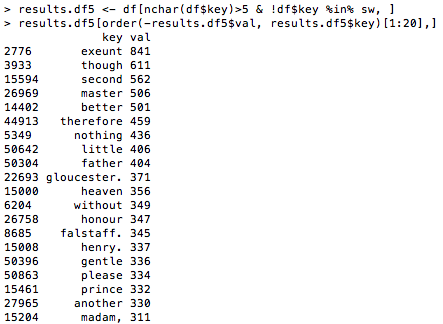 > results.df5 <- df[nchar(df$key)>5 & !df$key %in% sw, ]
> results.df5[order(-results.df5$val, results.df5$key)[1:20],]
key val
2776 exeunt 841
3933 though 611
15594 second 562
26969 master 506
14402 better 501
44913 therefore 459
5349 nothing 436
50642 little 406
50304 father 404
22693 gloucester. 371
15000 heaven 356
6204 without 349
26758 honour 347
8685 falstaff. 345
15008 henry. 337
50396 gentle 336
50863 please 334
15461 prince 332
27965 another 330
15204 madam, 311